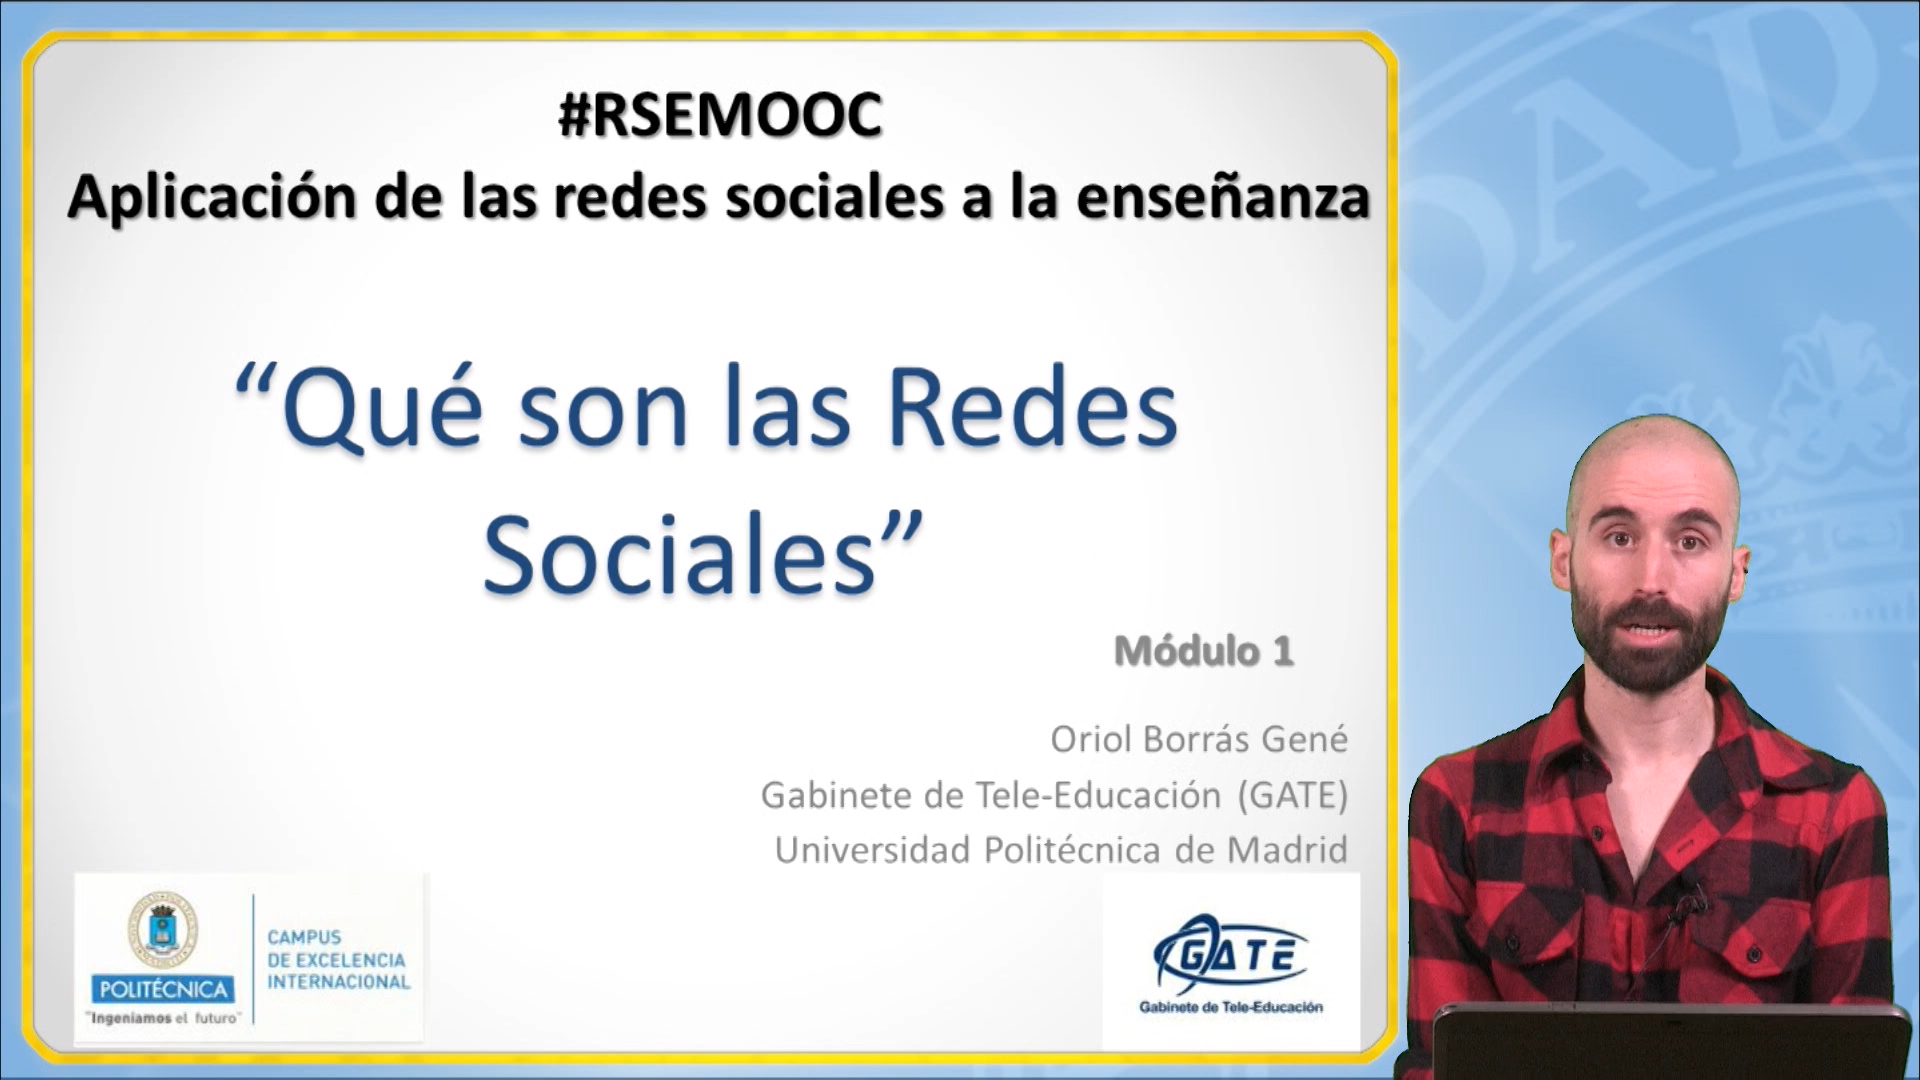 #RSEMOOC
Aplicación de las redes sociales a la enseñanza
“Qué son las Redes
Sociales”
Módulo 1
Oriol Borrás Gené
Gabinete de Tele-Educación (GATE)
Universidad Politécnica de Madrid
CAMPUS
DE EXCELENCIA
INTERNACIONAL
POLITÉCNICA
"Ingeniamos el futuro"
GATE
Gabinete de Tele-Educación